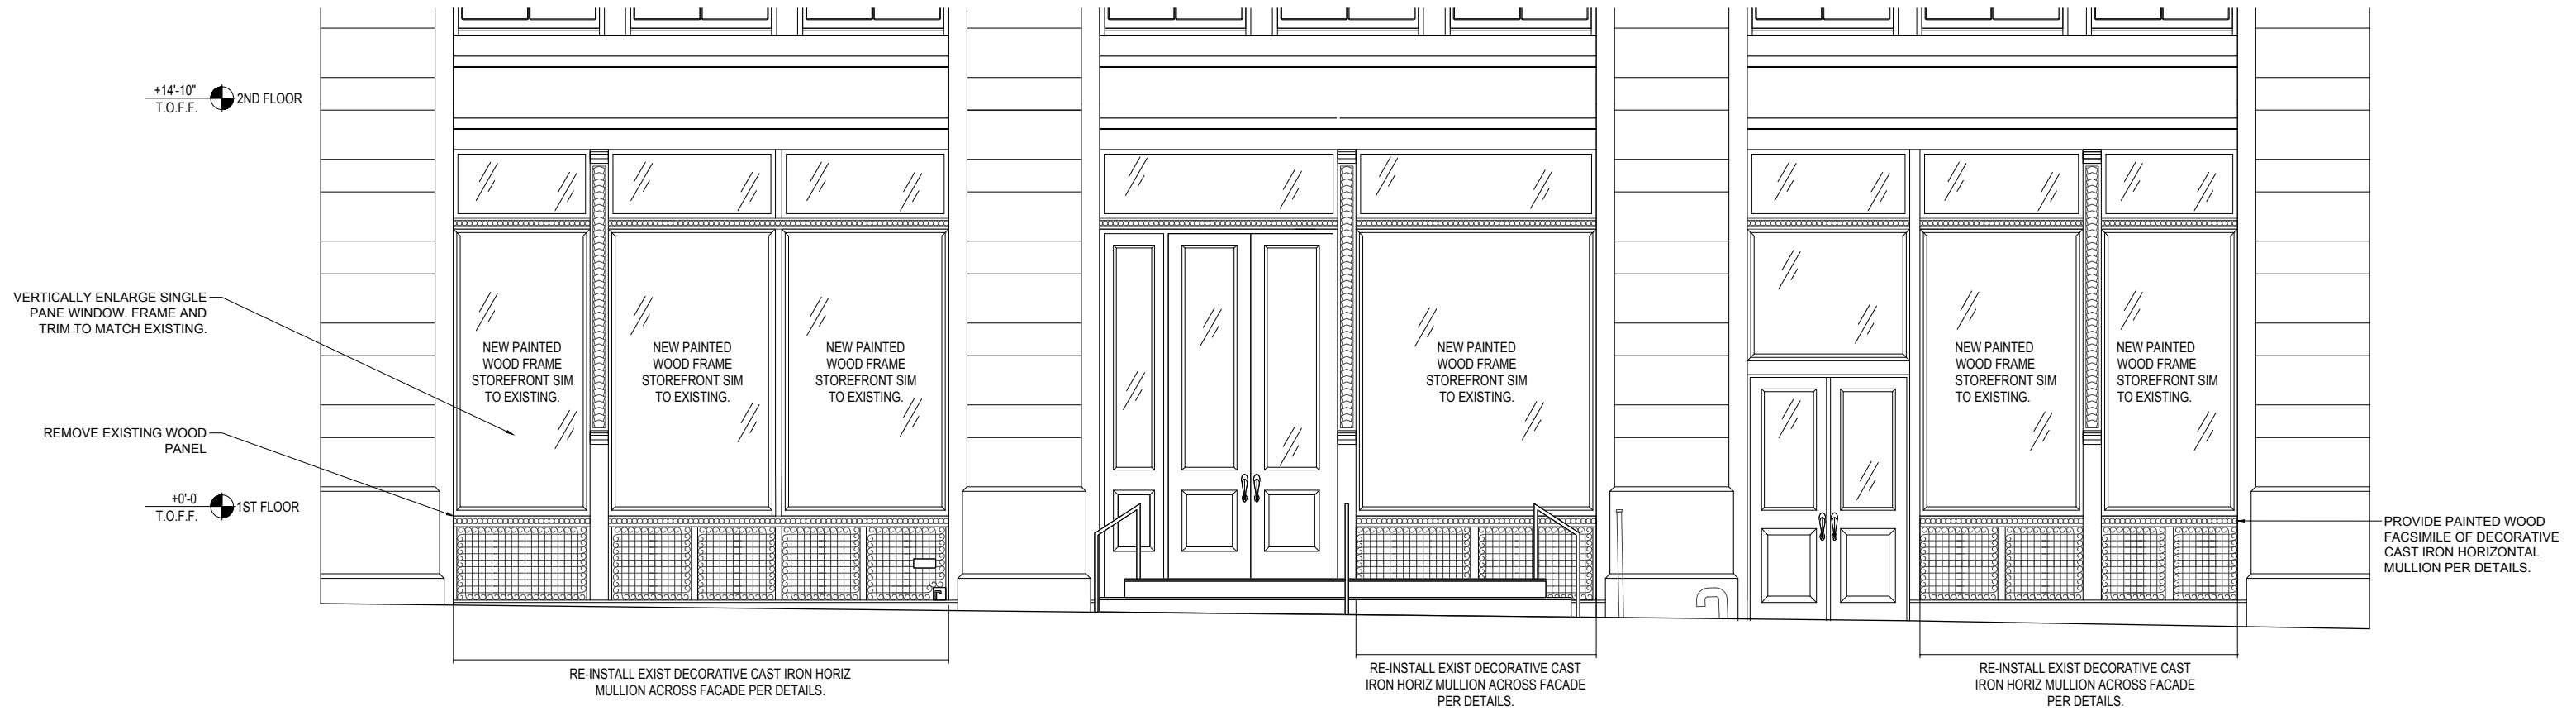 +14'-10"
T.O.F.F.
2ND FLOOR
VERTICALLY ENLARGE SINGLE
PANE WINDOW. FRAME AND
TRIM TO MATCH EXISTING.
REMOVE EXISTING WOOD
PANEL
+0'-0
T.O.F.F.
1ST FLOOR
NEW PAINTED
WOOD FRAME
STOREFRONT SIM
TO EXISTING.
NEW PAINTED
WOOD FRAME
STOREFRONT SIM
TO EXISTING.
NEW PAINTED
WOOD FRAME
STOREFRONT SIM
TO EXISTING.
NEW PAINTED
WOOD FRAME
STOREFRONT SIM
TO EXISTING.
NEW PAINTED
WOOD FRAME
STOREFRONT SIM
TO EXISTING.
NEW PAINTED
WOOD FRAME
STOREFRONT SIM
TO EXISTING.
PROVIDE PAINTED WOOD
FACSIMILE OF DECORATIVE
CAST IRON HORIZONTAL
MULLION PER DETAILS.
RE-INSTALL EXIST DECORATIVE CAST IRON HORIZ
MULLION ACROSS FACADE PER DETAILS.
RE-INSTALL EXIST DECORATIVE CAST
IRON HORIZ MULLION ACROSS FACADE
PER DETAILS.
RE-INSTALL EXIST DECORATIVE CAST
IRON HORIZ MULLION ACROSS FACADE
PER DETAILS.